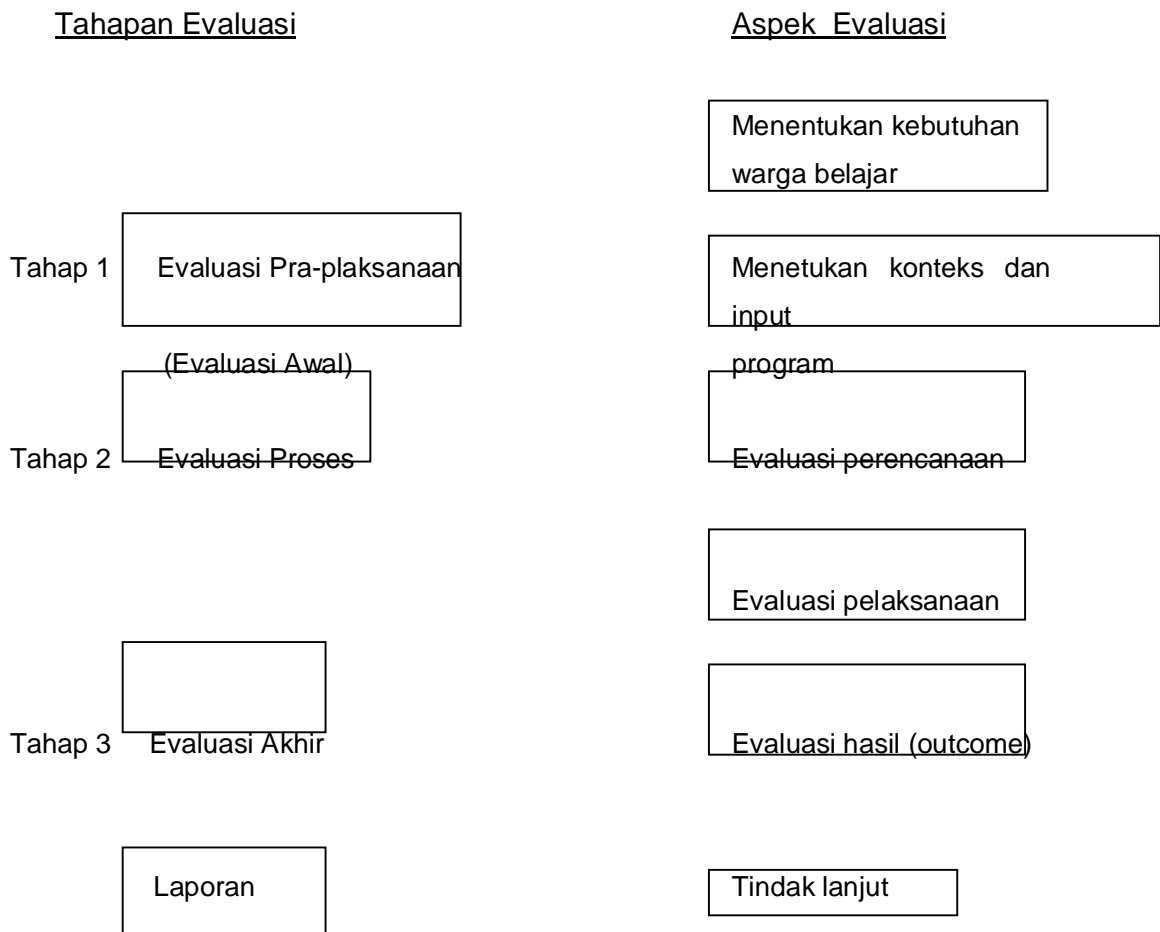 Tahapan Evaluasi Aspek Evaluasi
Menentukan kebutuhan
warga belajar
Tahap 1 Evaluasi Pra-plaksanaan Menetukan konteks dan
input
(Evaluasi Awal) program
Tahap 2 Evaluasi Proses Evaluasi perencanaan
Evaluasi pelaksanaan
Tahap 3 Evaluasi Akhir Evaluasi hasil (outcome)
Laporan Tindak lanjut